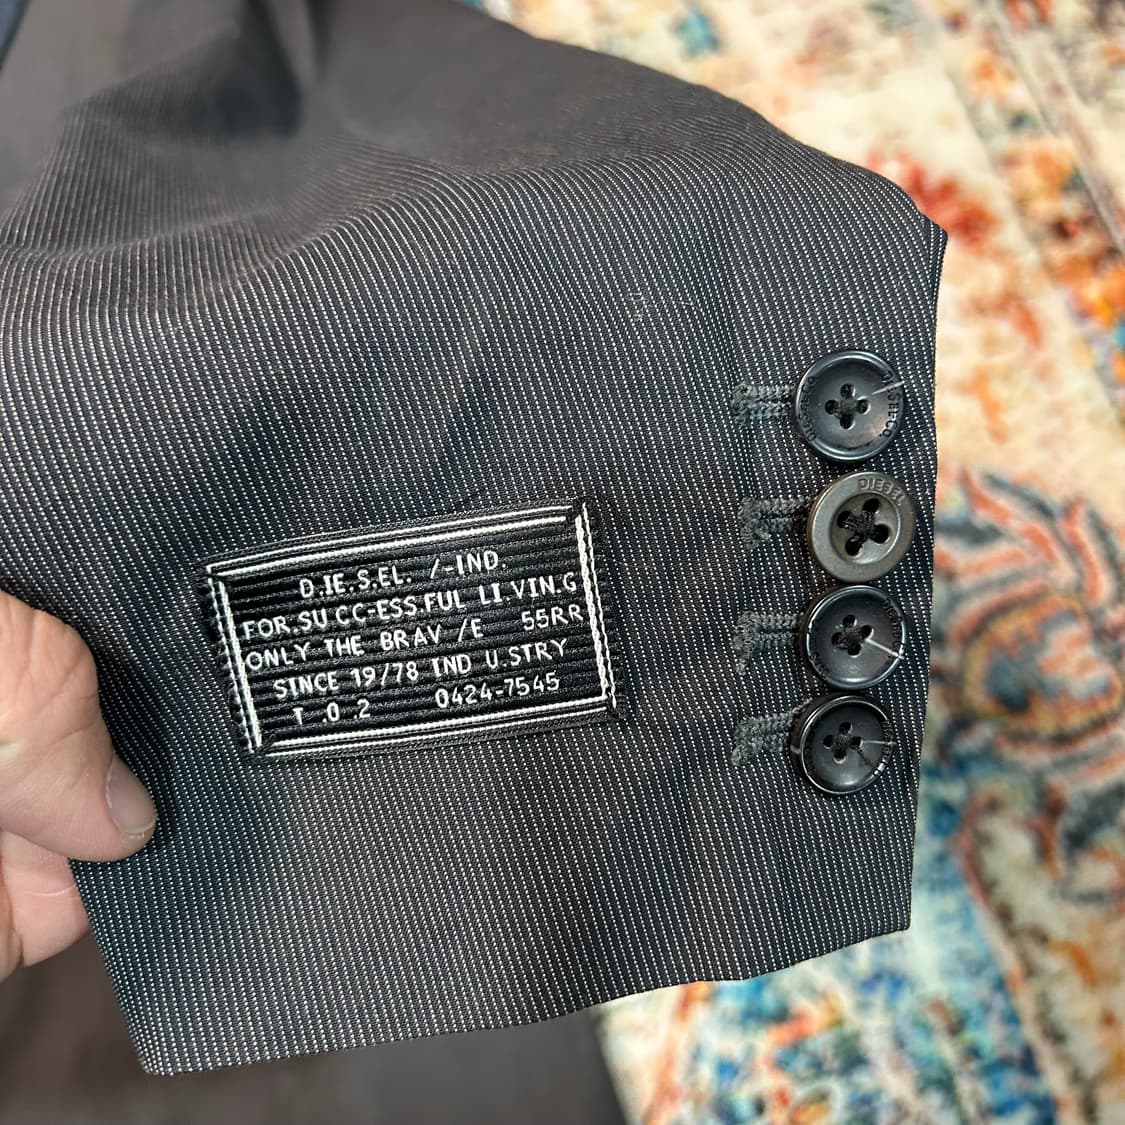 D.IE.S.EL. /-IND.
FOR.SU CC-ESS FUL LI.VIN.G
ONLY THE BRAV /E 55RR
SINCE 19/78 IND U.STRY
T .0.2 0424-7545
DIESEL